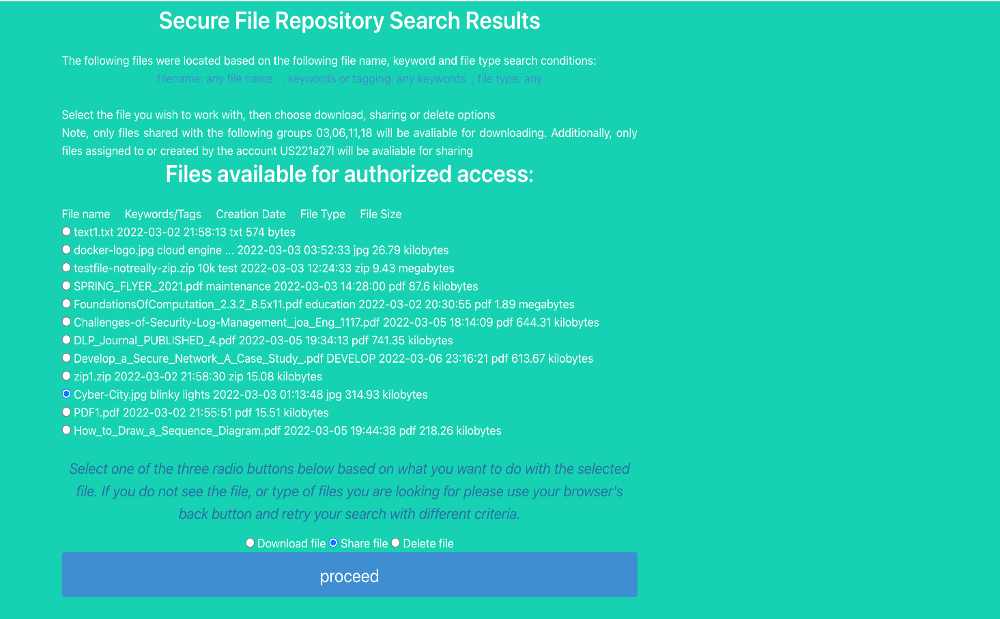 Secure File Repository Search Results
The following files were located based on the following file name, keyword and file type search conditions:
filename: any file name , keywords or tagging: any keywords , file type: any
Select the file you wish to work with, then choose download, sharing or delete options
Note, only files shared with the following groups 03,06,11,18 will be avaliable for downloading. Additionally, only
files assigned to or created by the account US221a27l will be avaliable for sharing
Files available for authorized access:
File name Keywords/Tags Creation Date File Type File Size
text1.txt 2022-03-02 21:58:13 txt 574 bytes
docker-logo.jpg cloud engine ... 2022-03-03 03:52:33 jpg 26.79 kilobytes
testfile-notreally-zip.zip 10k test 2022-03-03 12:24:33 zip 9.43 megabytes
SPRING_FLYER_2021.pdf maintenance 2022-03-03 14:28:00 pdf 87.6 kilobytes
FoundationsOfComputation_2.3.2_8.5x11.pdf education 2022-03-02 20:30:55 pdf 1.89 megabytes
Challenges-of-Security-Log-Management_joa_Eng_1117.pdf 2022-03-05 18:14:09 pdf 644.31 kilobytes
DLP_Journal_PUBLISHED_4.pdf 2022-03-05 19:34:13 pdf 741.35 kilobytes
Develop_a_Secure_Network_A_Case_Study_.pdf DEVELOP 2022-03-06 23:16:21 pdf 613.67 kilobytes
zip1.zip 2022-03-02 21:58:30 zip 15.08 kilobytes
Cyber-City.jpg blinky lights 2022-03-03 01:13:48 jpg 314.93 kilobytes
PDF1.pdf 2022-03-02 21:55:51 pdf 15.51 kilobytes
How_to_Draw_a_Sequence_Diagram.pdf 2022-03-05 19:44:38 pdf 218.26 kilobytes
Select one of the three radio buttons below based on what you want to do with the selected
file. If you do not see the file, or type of files you are looking for please use your browser's
back button and retry your search with different criteria.
Download file Share file Delete file
proceed